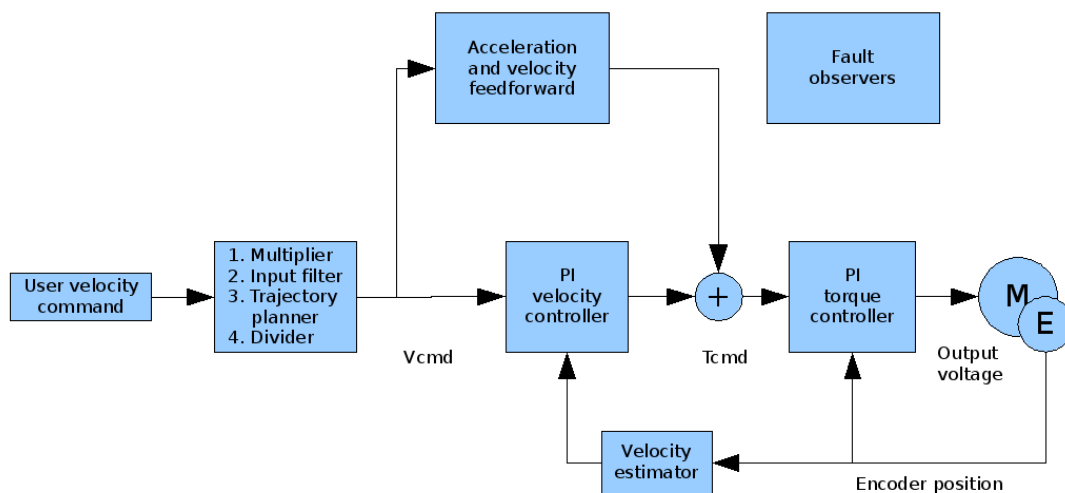 Acceleration
and velocity
feedforward
Fault
observers
User velocity
command
1. Multiplier
2. Input filter
3. Trajectory
planner
4. Divider
Vcmd
PI
velocity
controller
+
Tcmd
PI
torque
controller
M
E
Output
voltage
Velocity
estimator
Encoder position